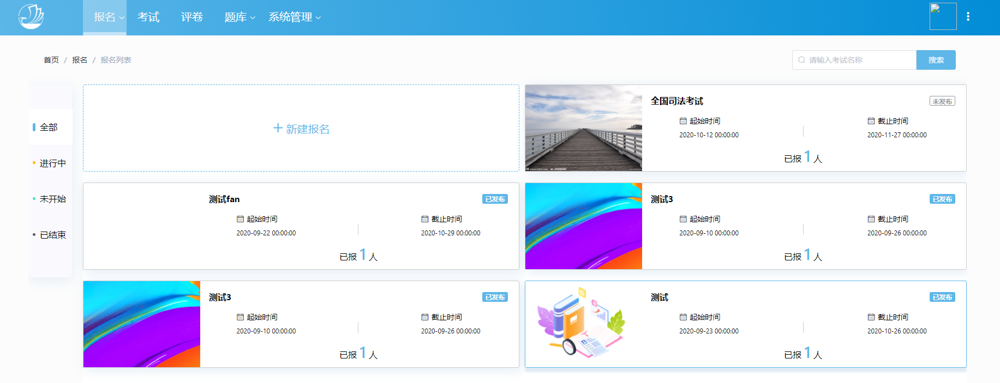 报名 考试 评卷 题库 系统管理
首页 / 报名 / 报名列表
请输入考试名称 搜索
全部
进行中
未开始
已结束
+ 新建报名
全国司法考试 未发布
起始时间 截止时间
2020-10-12 00:00:00 2020-11-27 00:00:00
已报 1 人
测试fan 已发布
起始时间 截止时间
2020-09-22 00:00:00 2020-10-29 00:00:00
已报 1 人
测试3 已发布
起始时间 截止时间
2020-09-10 00:00:00 2020-09-26 00:00:00
已报 1 人
测试3 已发布
起始时间 截止时间
2020-09-10 00:00:00 2020-09-26 00:00:00
已报 1 人
测试 已发布
起始时间 截止时间
2020-09-23 00:00:00 2020-10-26 00:00:00
已报 1 人